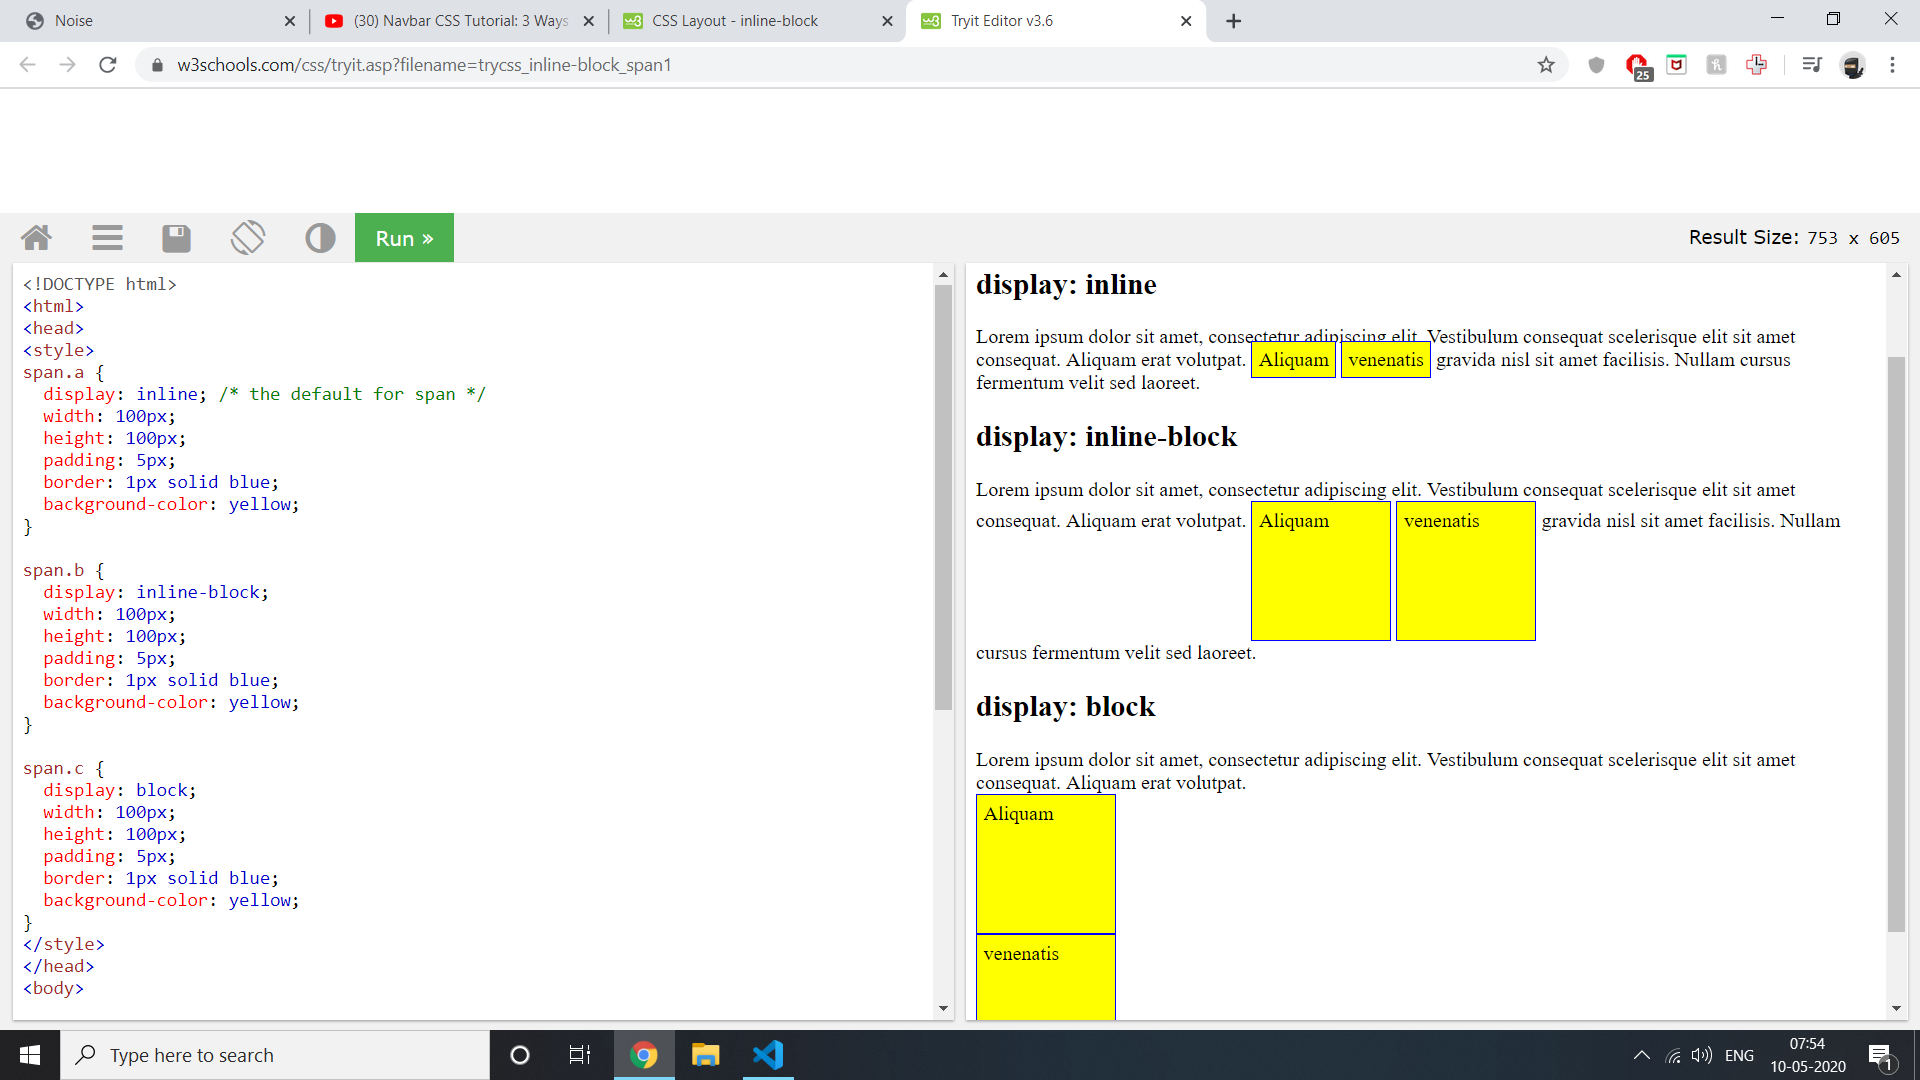 Noise
(30) Navbar CSS Tutorial: 3 Ways
CSS Layout - inline-block
Tryit Editor v3.6
w3schools.com/css/tryit.asp?filename=trycss_inline-block_span1
25
Run »
Result Size: 753 x 605
<!DOCTYPE html>
<html>
<head>
<style>
span.a {
  display: inline; /* the default for span */
  width: 100px;
  height: 100px;
  padding: 5px;
  border: 1px solid blue;
  background-color: yellow;
}
span.b {
  display: inline-block;
  width: 100px;
  height: 100px;
  padding: 5px;
  border: 1px solid blue;
  background-color: yellow;
}
span.c {
  display: block;
  width: 100px;
  height: 100px;
  padding: 5px;
  border: 1px solid blue;
  background-color: yellow;
}
</style>
</head>
<body>
display: inline
Lorem ipsum dolor sit amet, consectetur adipiscing elit. Vestibulum consequat scelerisque elit sit amet
consequat. Aliquam erat volutpat. Aliquam venenatis gravida nisl sit amet facilisis. Nullam cursus
fermentum velit sed laoreet.
display: inline-block
Lorem ipsum dolor sit amet, consectetur adipiscing elit. Vestibulum consequat scelerisque elit sit amet
consequat. Aliquam erat volutpat. Aliquam venenatis gravida nisl sit amet facilisis. Nullam
cursus fermentum velit sed laoreet.
display: block
Lorem ipsum dolor sit amet, consectetur adipiscing elit. Vestibulum consequat scelerisque elit sit amet
consequat. Aliquam erat volutpat.
Aliquam
venenatis
Type here to search
ENG
07:54
10-05-2020
1